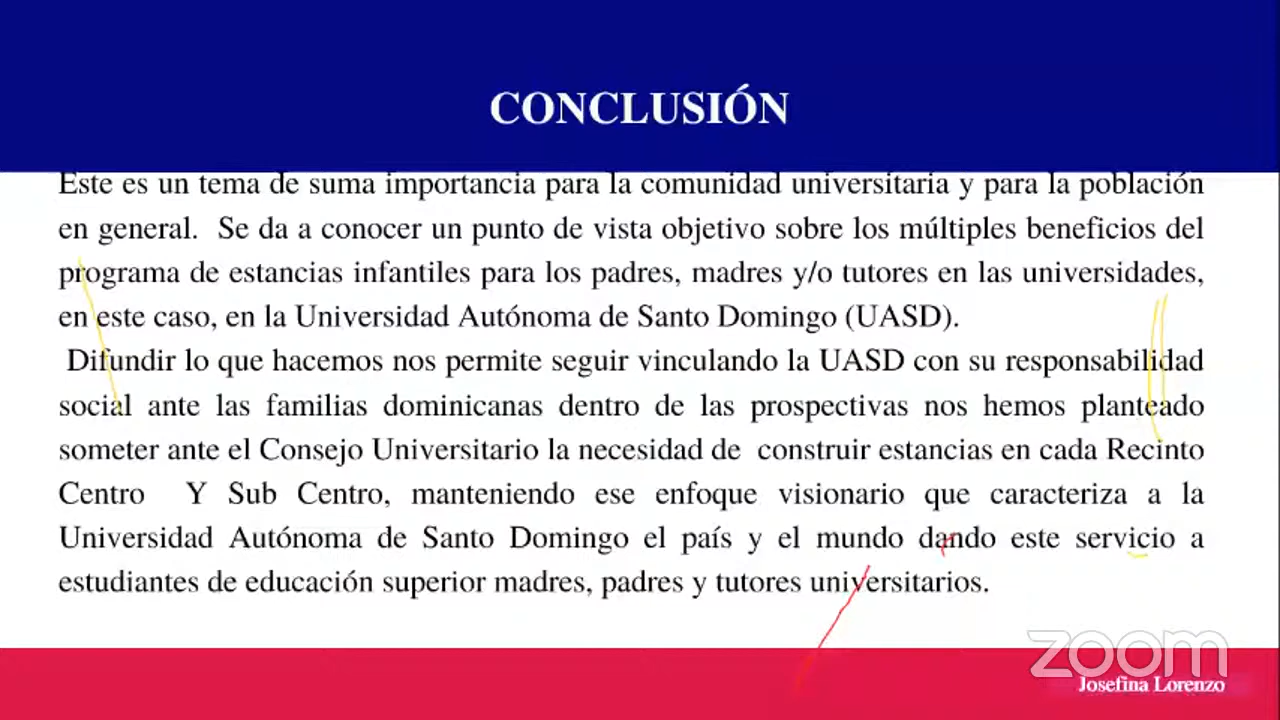 CONCLUSIÓN
Este es un tema de suma importancia para la comunidad universitaria y para la población
en general. Se da a conocer un punto de vista objetivo sobre los múltiples beneficios del
programa de estancias infantiles para los padres, madres y/o tutores en las universidades,
en este caso, en la Universidad Autónoma de Santo Domingo (UASD).
Difundir lo que hacemos nos permite seguir vinculando la UASD con su responsabilidad
social ante las familias dominicanas dentro de las prospectivas nos hemos planteado
someter ante el Consejo Universitario la necesidad de construir estancias en cada Recinto
Centro Y Sub Centro, manteniendo ese enfoque visionario que caracteriza a la
Universidad Autónoma de Santo Domingo el país y el mundo dando este servicio a
estudiantes de educación superior madres, padres y tutores universitarios.
zoom
Josefina Lorenzo